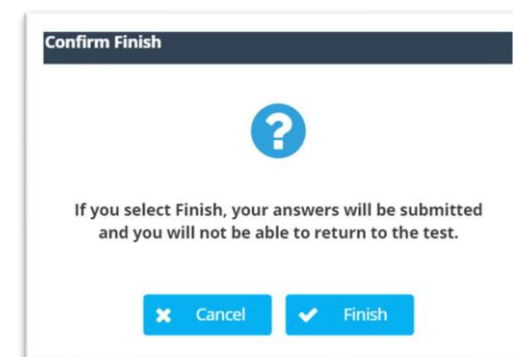 Confirm Finish
?
If you select Finish, your answers will be submitted
and you will not be able to return to the test.
Cancel
Finish